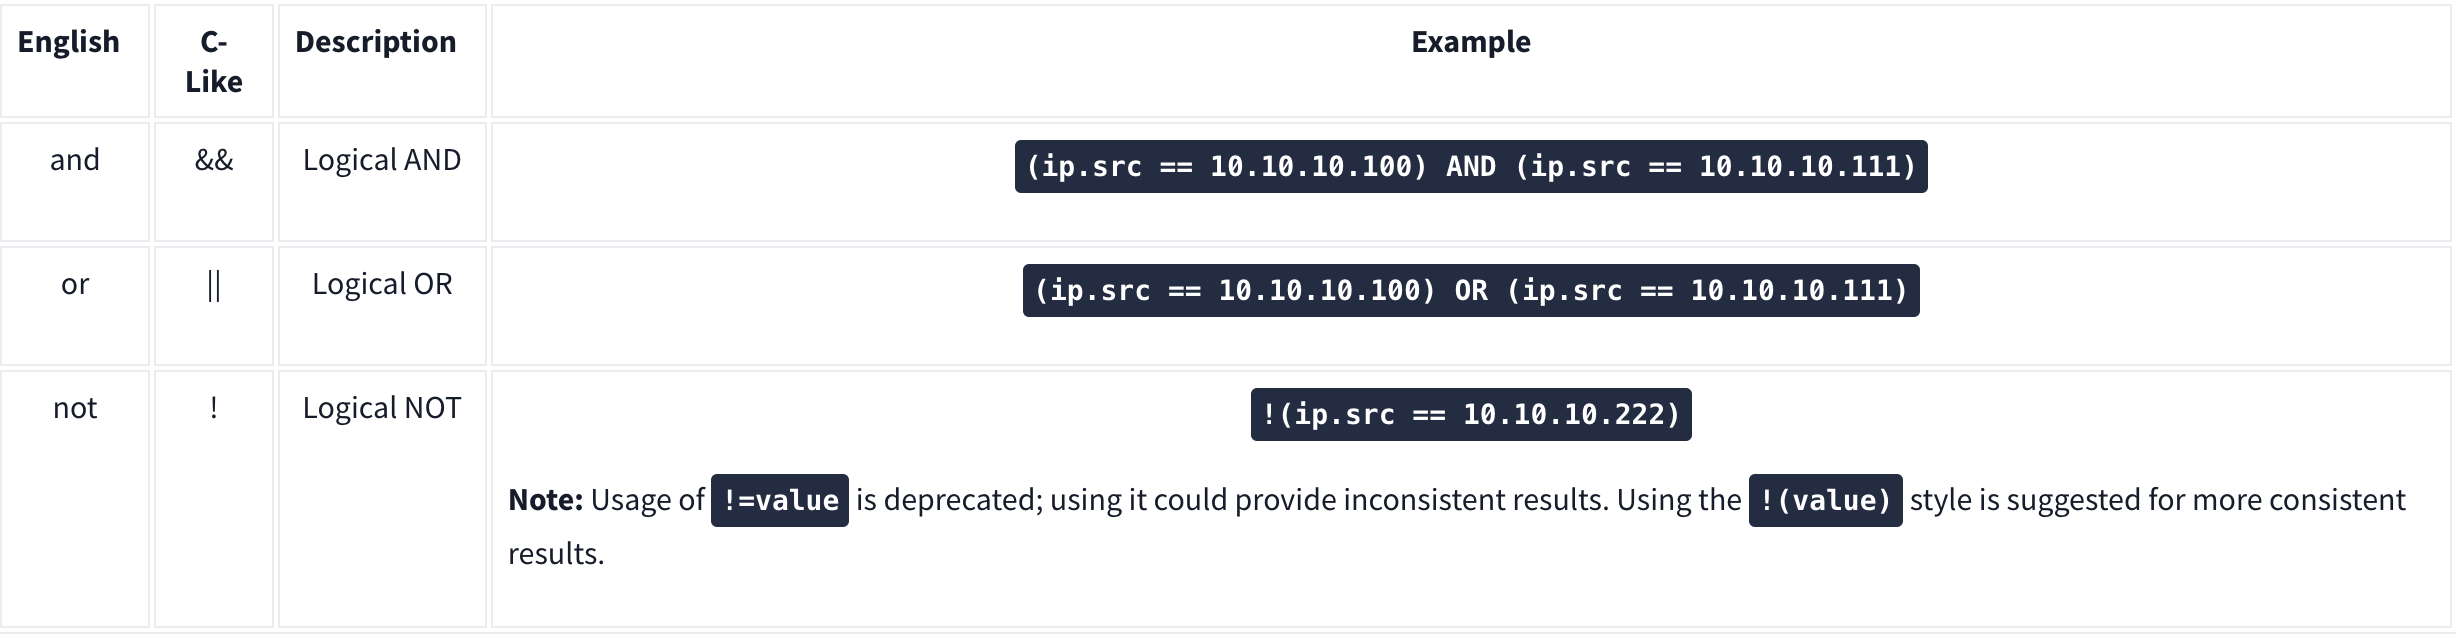 English C-
Like Description Example
and && Logical AND (ip.src == 10.10.10.100) AND (ip.src == 10.10.10.111)
or || Logical OR (ip.src == 10.10.10.100) OR (ip.src == 10.10.10.111)
not ! Logical NOT !(ip.src == 10.10.10.222)
Note: Usage of !=value is deprecated; using it could provide inconsistent results. Using the !(value) style is suggested for more consistent
results.